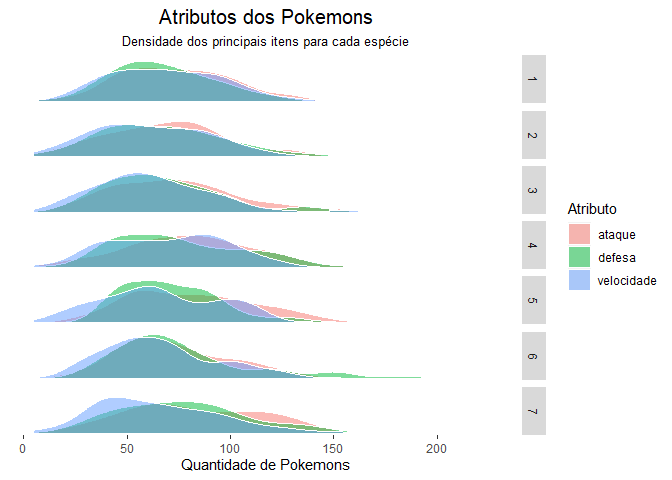 Atributos dos Pokemons
Densidade dos principais itens para cada espécie
1
2
3
4
5
6
7
Atributo
ataque
defesa
velocidade
0
50
100
150
200
Quantidade de Pokemons